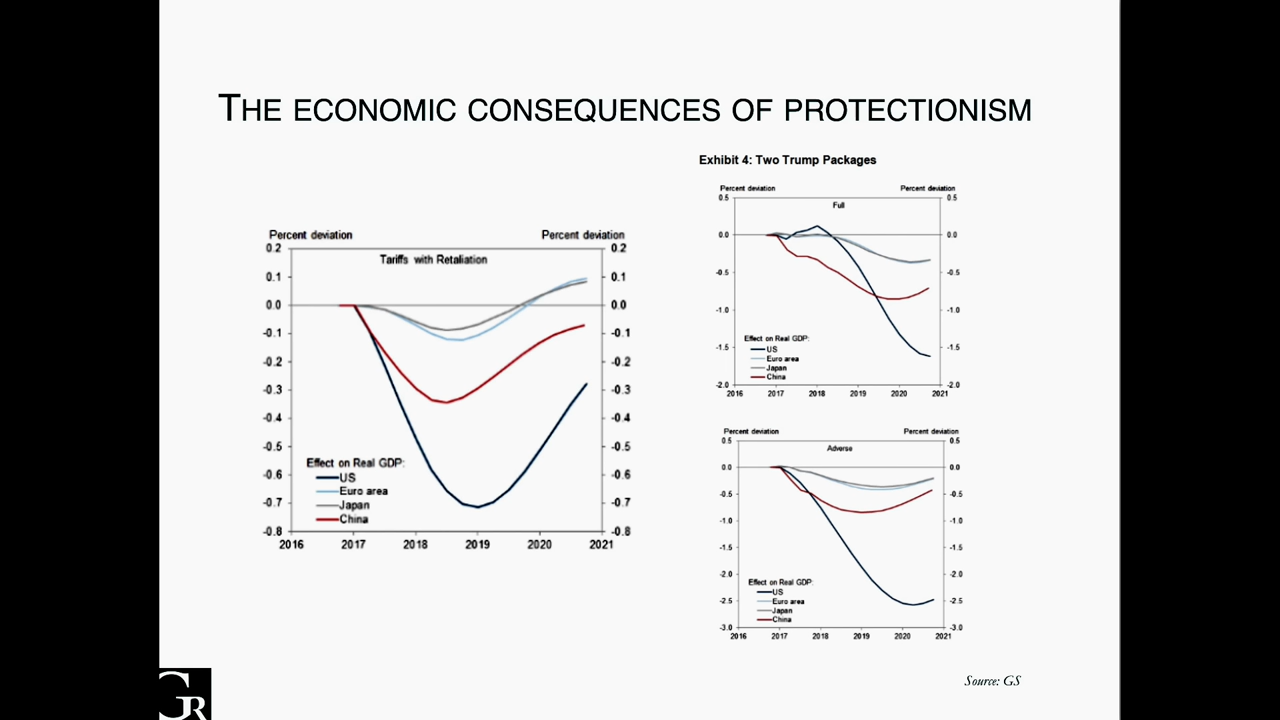 THE ECONOMIC CONSEQUENCES OF PROTECTIONISM
Percent deviation Percent deviation
Tariffs with Retaliation
0.2 0.2
0.1 0.1
0.0 0.0
-0.1 -0.1
-0.2 -0.2
-0.3 -0.3
-0.4 -0.4
-0.5 -0.5
-0.6 -0.6
-0.7 -0.7
-0.8 -0.8
Effect on Real GDP:
US
Euro area
Japan
China
2016 2017 2018 2019 2020 2021
Exhibit 4: Two Trump Packages
Percent deviation Percent deviation
Full
0.5 0.5
0.0 0.0
-0.5 -0.5
-1.0 -1.0
-1.5 -1.5
-2.0 -2.0
Effect on Real GDP:
US
Euro area
Japan
China
2016 2017 2018 2019 2020 2021
Percent deviation Percent deviation
Adverse
0.5 0.5
0.0 0.0
-0.5 -0.5
-1.0 -1.0
-1.5 -1.5
-2.0 -2.0
-2.5 -2.5
-3.0 -3.0
Effect on Real GDP:
US
Euro area
Japan
China
2016 2017 2018 2019 2020 2021
Source: GS
GR